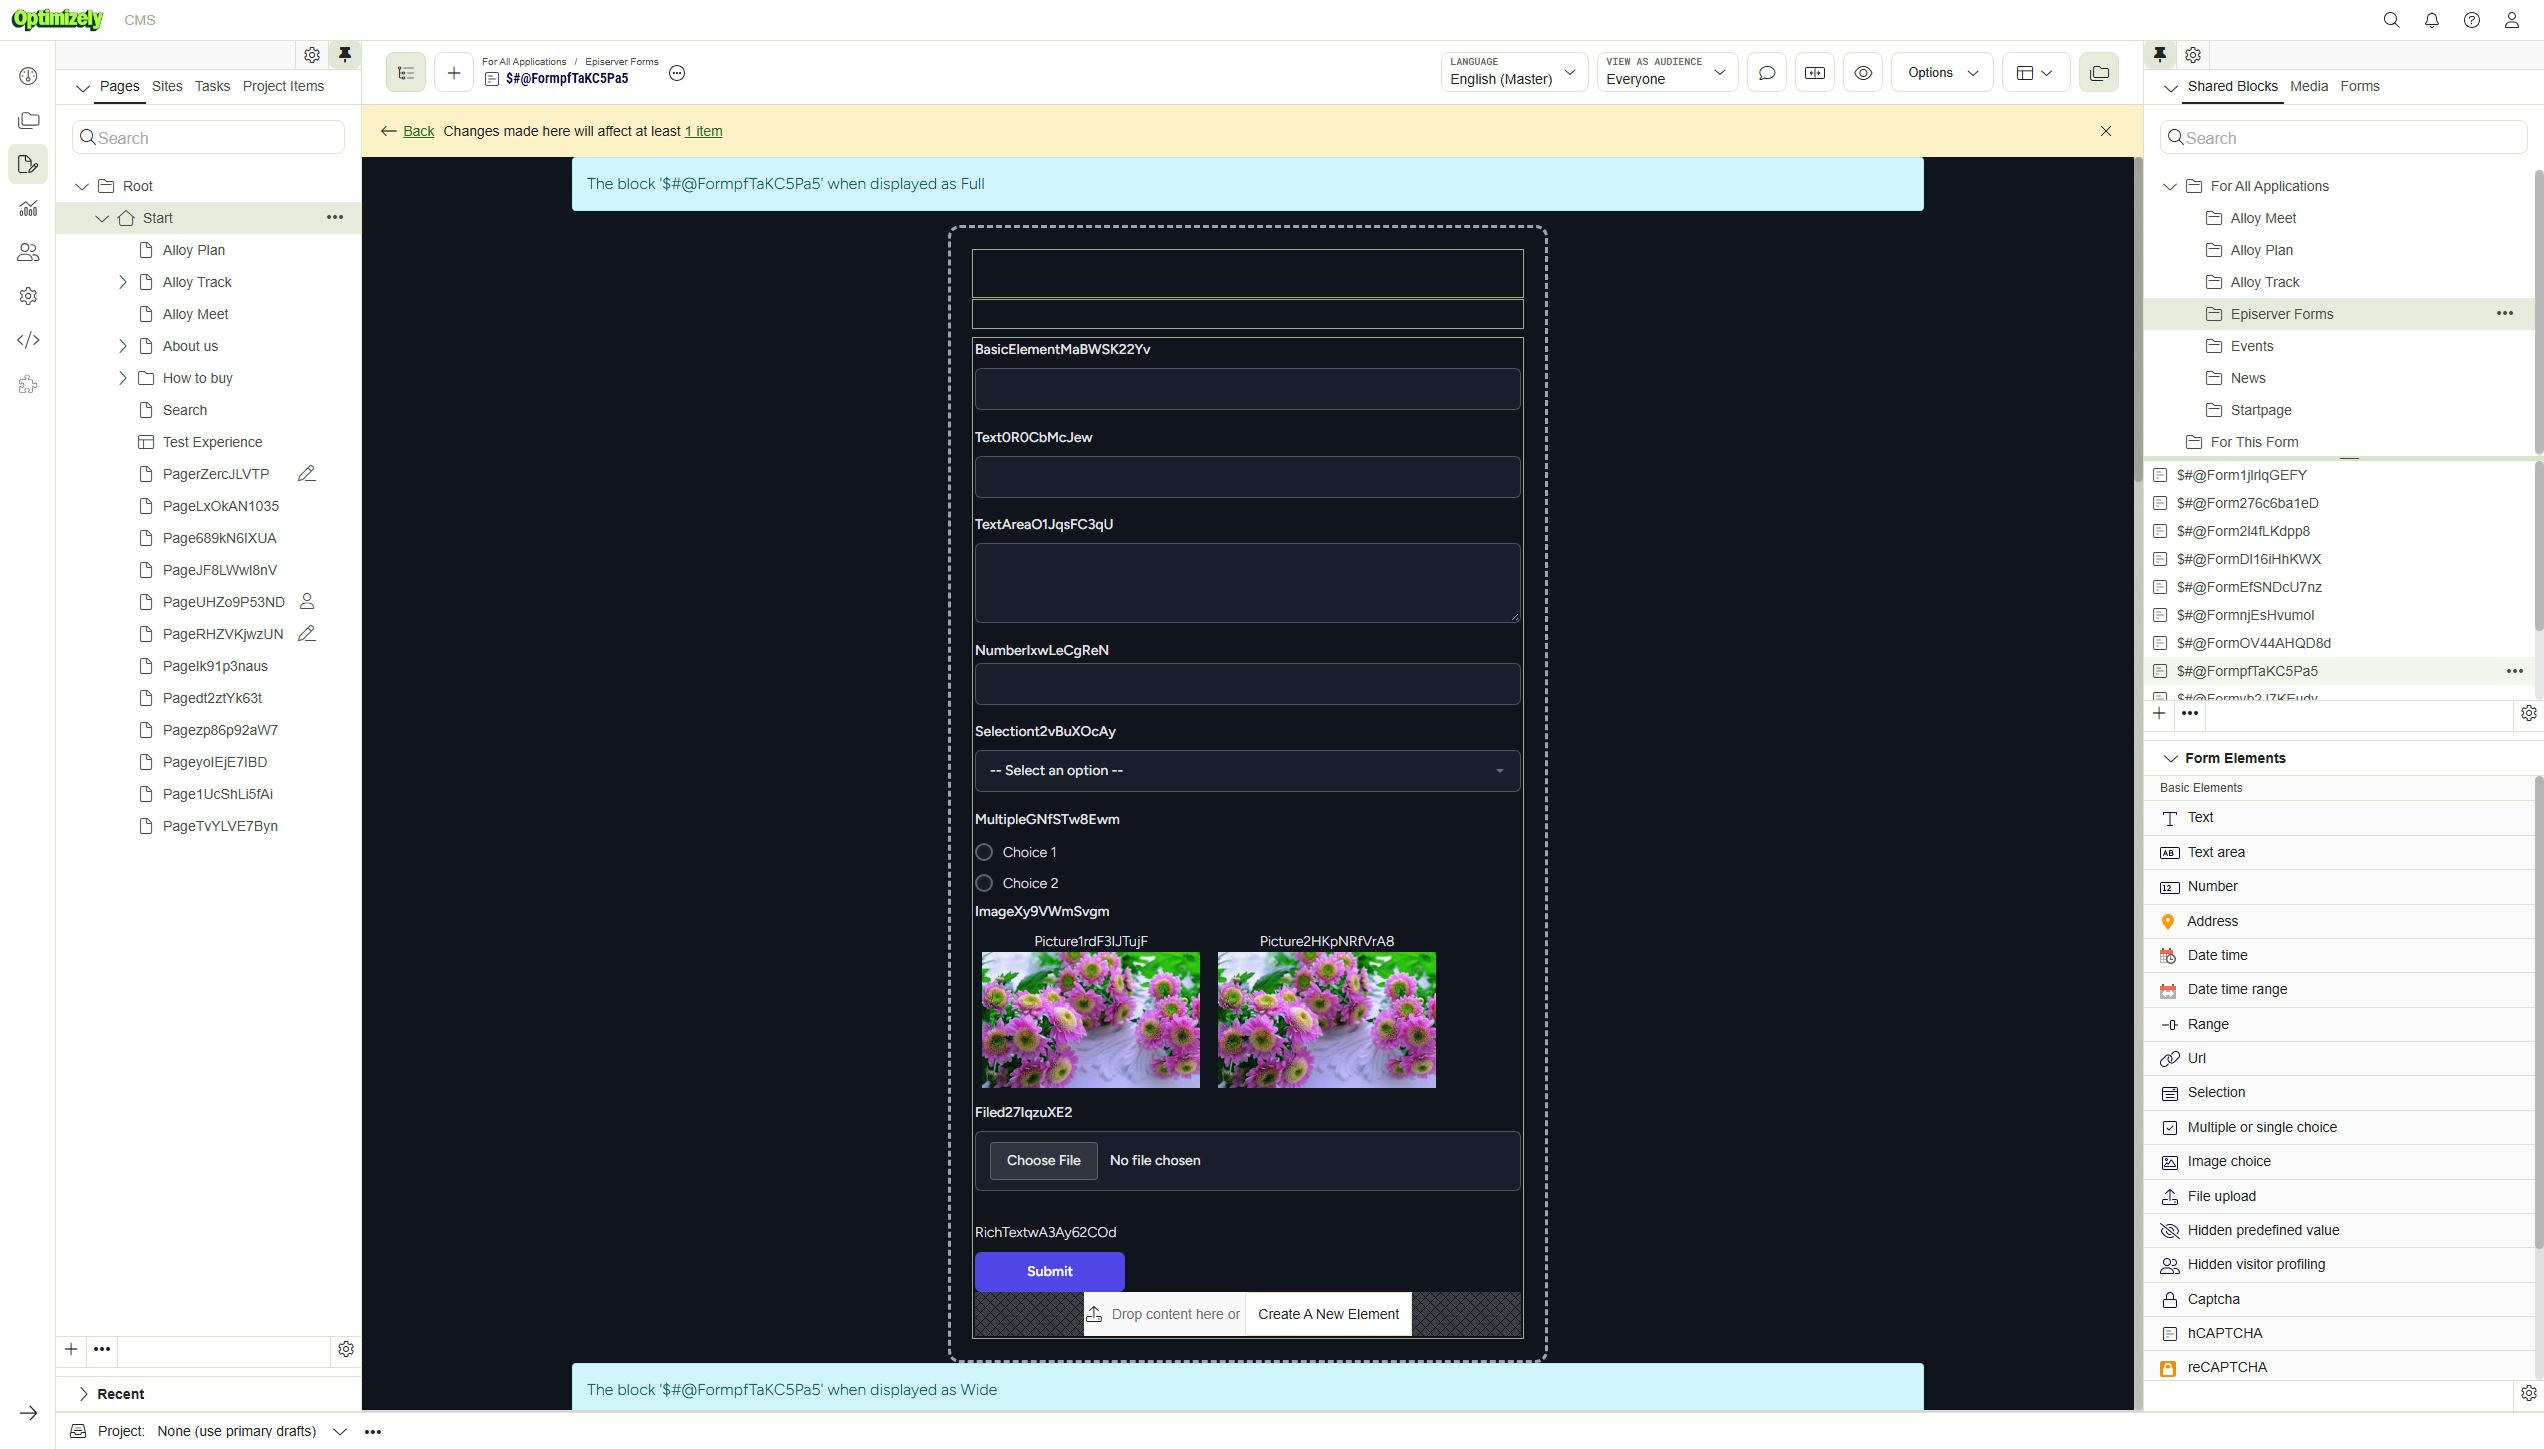 Optimizely CMS
Pages Sites Tasks Project Items
Search
Root
Start
Alloy Plan
Alloy Track
Alloy Meet
About us
How to buy
Search
Test Experience
PagerZercJLVTP
PageLxOkAN1035
Page689kN6IXUA
PageJF8LWwl8nV
PageUHZo9P53ND
PageRHZVKjwzUN
PageIk91p3naus
Pagedt2ztYk63t
Pagezp86p92aW7
PageyolEjE7IBD
Page1UcShLi5fAi
PageTvYLVE7Byn
Recent
Project: None (use primary drafts)
For All Applications / Episerver Forms
$#@FormpfTaKC5Pa5
LANGUAGE
English (Master)
VIEW AS AUDIENCE
Everyone
Options
Back Changes made here will affect at least 1 item
The block '$#@FormpfTaKC5Pa5' when displayed as Full
BasicElementMaBWSK22Yv
Text0R0CbMcJew
TextAreaO1JqsFC3qU
NumberIxwLeCgReN
Selectiont2vBuXOcAy
-- Select an option --
MultipleGNfSTw8Ewm
Choice 1
Choice 2
ImageXy9VWmSvgm
Picture1rdF3IJTujF Picture2HKpNRfVrA8
Filed27IqzuXE2
Choose File No file chosen
RichTextwA3Ay62COd
Submit
Drop content here or Create A New Element
The block '$#@FormpfTaKC5Pa5' when displayed as Wide
Shared Blocks Media Forms
Search
For All Applications
Alloy Meet
Alloy Plan
Alloy Track
Episerver Forms
Events
News
Startpage
For This Form
$#@Form1jlrlqGEFY
$#@Form276c6ba1eD
$#@Form2I4fLKdpp8
$#@FormDI16iHhKWX
$#@FormEfSNDcU7nz
$#@FormnjEsHvumol
$#@FormOV44AHQD8d
$#@FormpfTaKC5Pa5
Form Elements
Basic Elements
Text
AB Text area
12 Number
Address
Date time
Date time range
Range
Url
Selection
Multiple or single choice
Image choice
File upload
Hidden predefined value
Hidden visitor profiling
Captcha
hCAPTCHA
reCAPTCHA